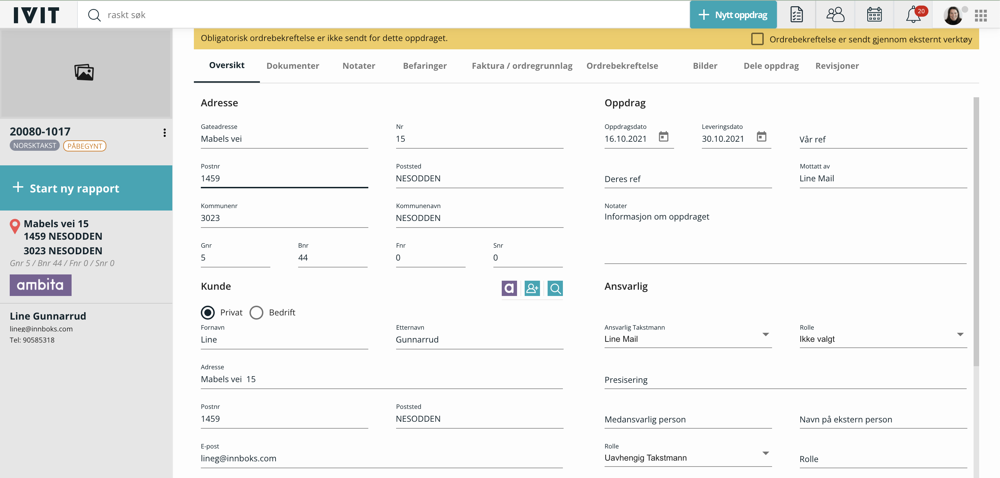 IVIT
raskt søk
Nytt oppdrag
20
Obligatorisk ordrebekreftelse er ikke sendt for dette oppdraget.
Ordrebekreftelse er sendt gjennom eksternt verktøy
Oversikt
Dokumenter
Notater
Befaringer
Faktura / ordregrunnlag
Ordrebekreftelse
Bilder
Dele oppdrag
Revisjoner
20080-1017
NORSKTAKST
PÅBEGYNT
Start ny rapport
Mabels vei 15
1459 NESODDEN
3023 NESODDEN
Gnr 5 / Bnr 44 / Fnr 0 / Snr 0
ambita
Line Gunnarrud
lineg@innboks.com
Tel: 90585318
Adresse
Gateadresse
Mabels vei
Nr
15
Postnr
1459
Poststed
NESODDEN
Kommunenr
3023
Kommunenavn
NESODDEN
Gnr
5
Bnr
44
Fnr
0
Snr
0
Kunde
a
Privat
Bedrift
Fornavn
Line
Etternavn
Gunnarrud
Adresse
Mabels vei  15
Postnr
1459
Poststed
NESODDEN
E-post
lineg@innboks.com
Oppdrag
Oppdragsdato
16.10.2021
Leveringsdato
30.10.2021
Vår ref
Deres ref
Mottatt av
Line Mail
Notater
Informasjon om oppdraget
Ansvarlig
Ansvarlig Takstmann
Line Mail
Rolle
Ikke valgt
Presisering
Medansvarlig person
Navn på ekstern person
Rolle
Uavhengig Takstmann
Rolle